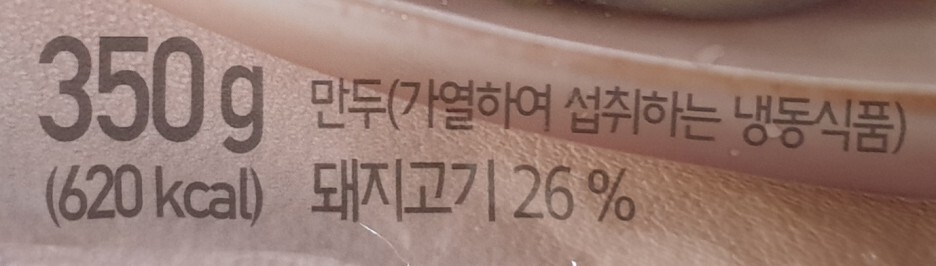 350g 만두(가열하여 섭취하는 냉동식품)
(620 kcal) 돼지고기 26 %